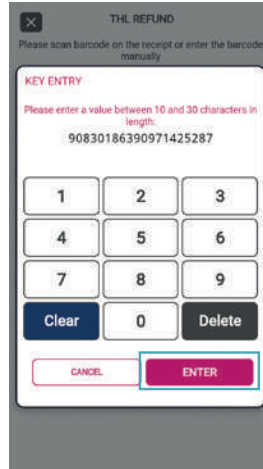 THL REFUND
Please scan barcode on the receipt or enter the barcode
manually
KEY ENTRY
Please enter a value between 10 and 30 characters in
length:
90830186390971425287
1 2 3
4 5 6
7 8 9
Clear 0 Delete
CANCEL ENTER